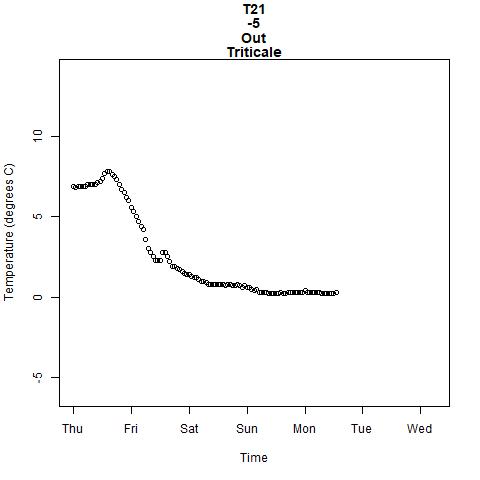 T21
-5
Out
Triticale
Temperature (degrees C)
10
5
0
-5
Thu Fri Sat Sun Mon Tue Wed
Time